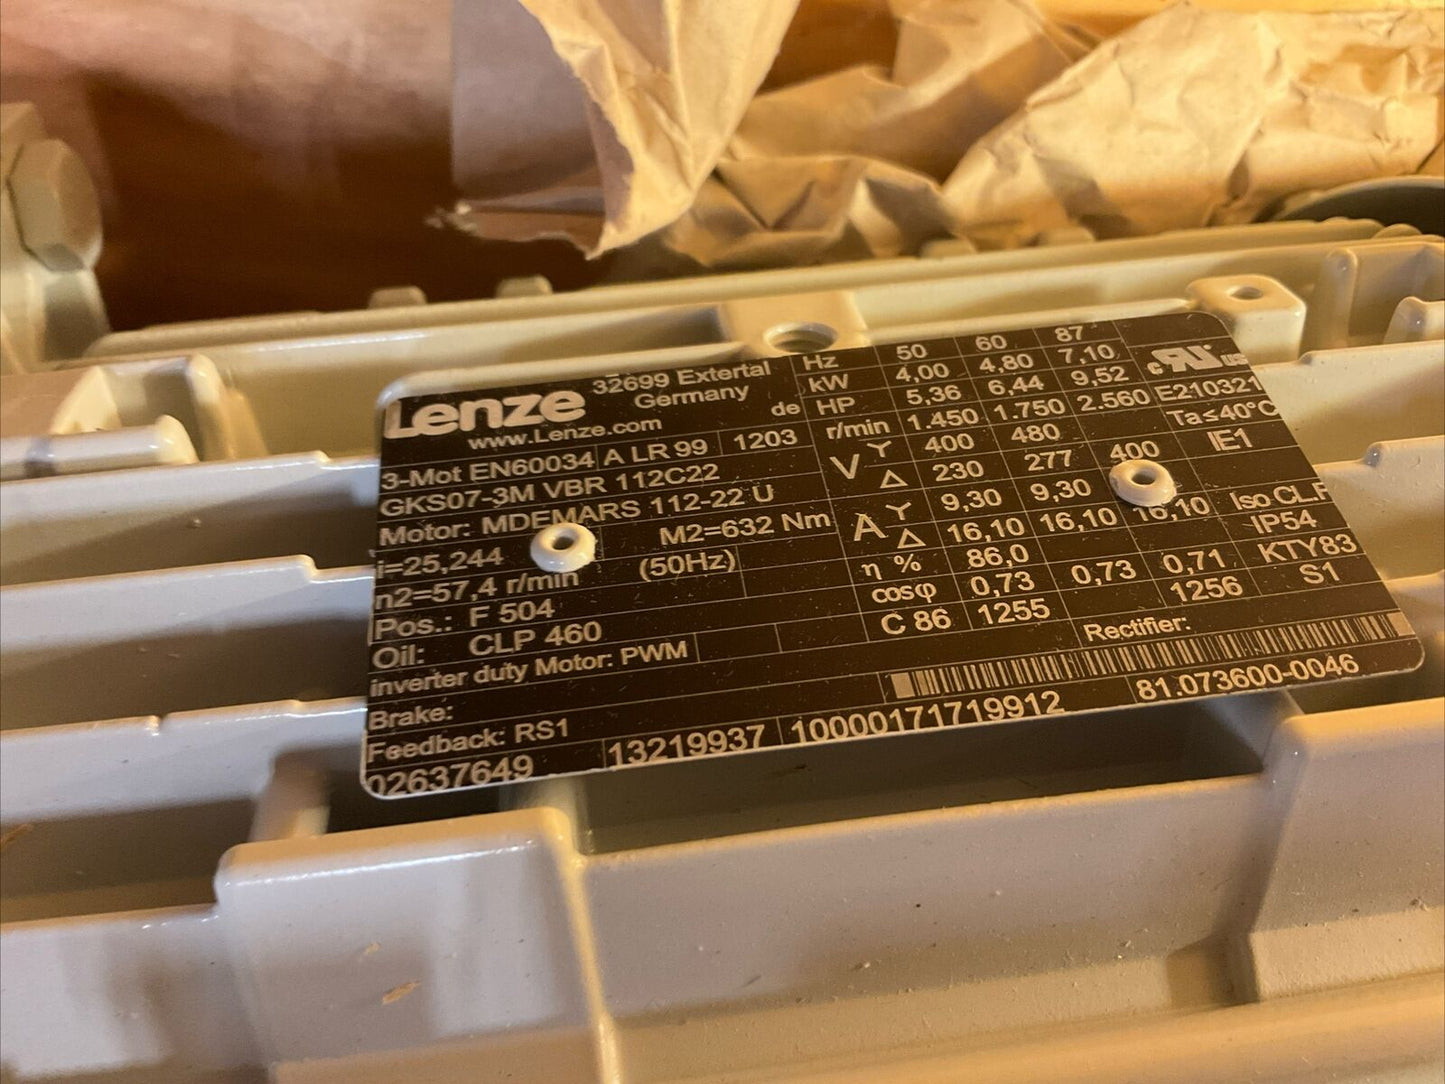 Lenze 32699 Extertal
Germany
www.Lenze.com de
3-Mot EN60034 A LR 99 1203
GKS07-3M VBR 112C22
Motor: MDEMARS 112-22 U
i=25,244 M2=632 Nm
n2=57,4 r/min (50Hz)
Pos.: F 504
Oil: CLP 460
inverter duty Motor: PWM
Brake:
Feedback: RS1
02637649 13219937 10000171719912 81.073600-0046
Hz 50 60 87
kW 4,00 4,80 7,10
HP 5,36 6,44 9,52
r/min 1.450 1.750 2.560
V Y 400 480
Δ 230 277 400
A Y 9,30 9,30
Δ 16,10 16,10 16,10
η % 86,0
cosφ 0,73 0,73 0,71
C 86 1255 1256
c RU US
E210321
Ta≤40°C
IE1
Iso CL.F
IP54
KTY83
S1
Rectifier: